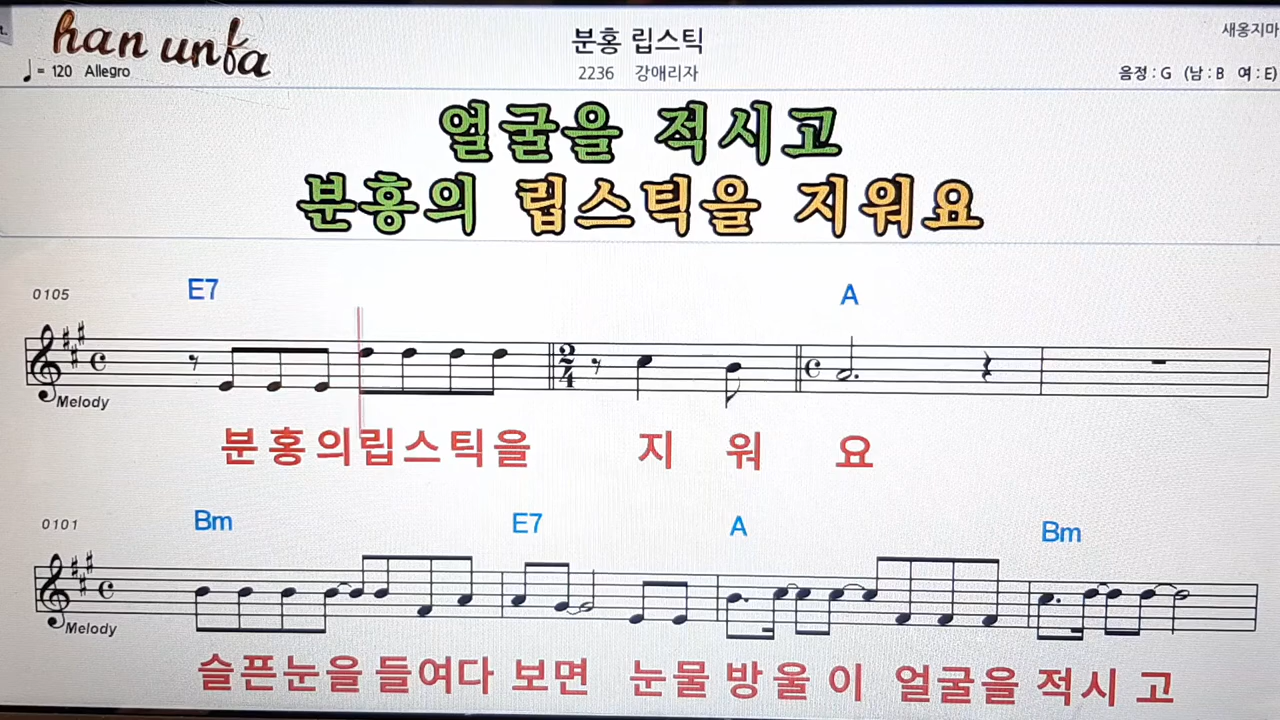 han unfa
분홍 립스틱
새옹지마
♩= 120 Allegro
2236 강애리자
음정 : G (남 : B 여 : E)
얼굴을 적시고
분홍의 립스틱을 지워요
0105
E7 A
Melody
분홍의립스틱을 지 워 요
0101
Bm E7 A Bm
Melody
슬픈눈을 들여다 보면 눈물 방울 이 얼굴을 적시 고